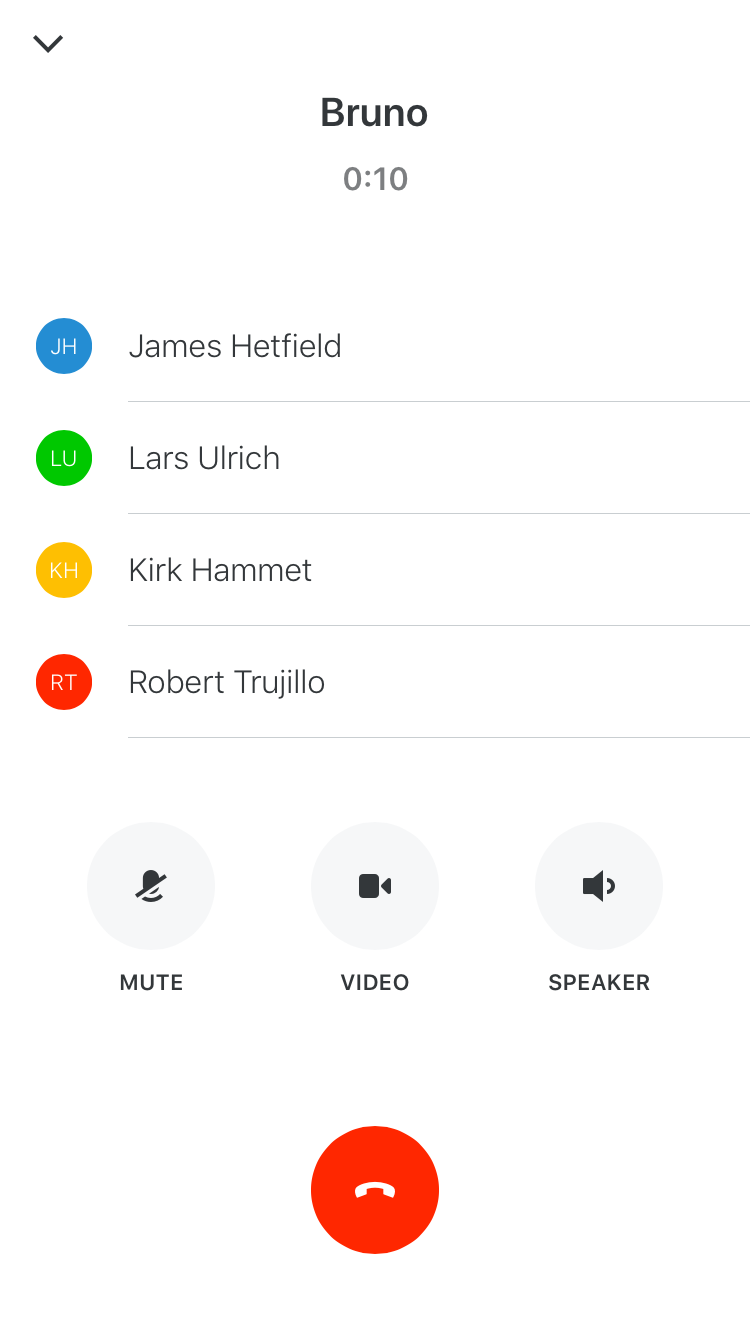 Bruno
0:10
JH James Hetfield
LU Lars Ulrich
KH Kirk Hammet
RT Robert Trujillo
MUTE VIDEO SPEAKER